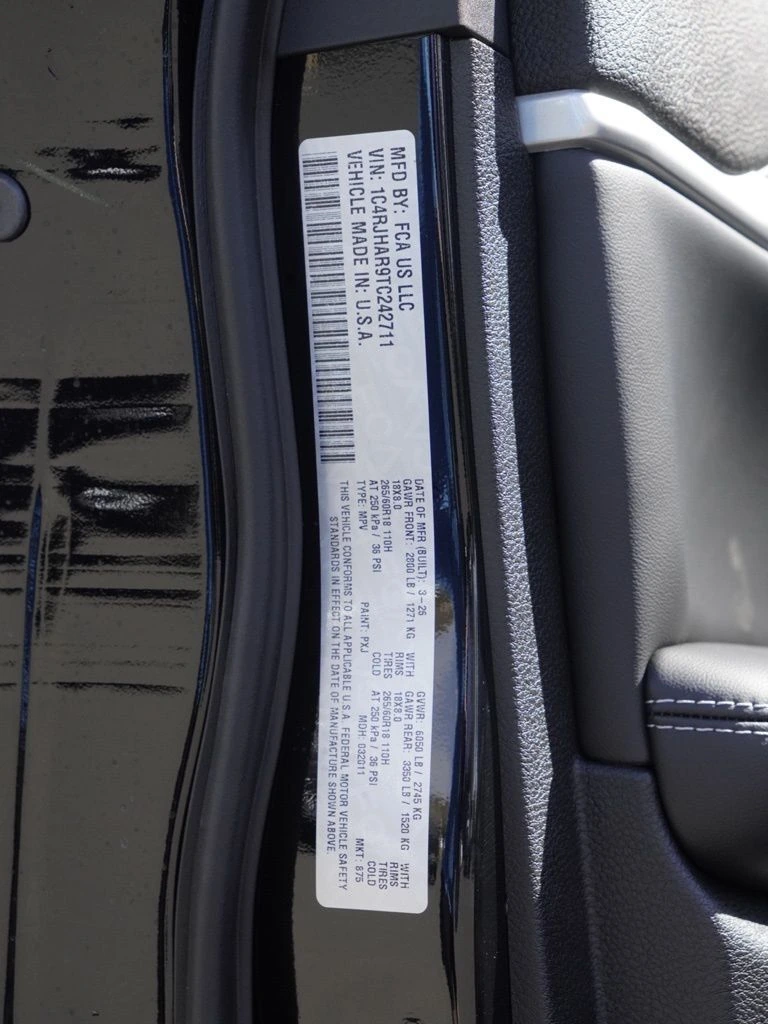 MFD BY: FCA US LLC
VIN: 1C4RJHAR9TC242711
VEHICLE MADE IN: U.S.A.
DATE OF MFR (BUILT): 3-26 GVWR: 6050 LB / 2745 KG
GAWR FRONT: 2800 LB / 1271 KG WITH GAWR REAR: 3350 LB / 1520 KG WITH
18X8.0 RIMS 18X8.0 RIMS
265/60R18 110H TIRES 265/60R18 110H TIRES
AT 250 kPa / 36 PSI COLD AT 250 kPa / 36 PSI COLD
TYPE: MPV PAINT: PXJ MDH: 032011 MKT: 875
THIS VEHICLE CONFORMS TO ALL APPLICABLE U.S.A. FEDERAL MOTOR VEHICLE SAFETY
STANDARDS IN EFFECT ON THE DATE OF MANUFACTURE SHOWN ABOVE.